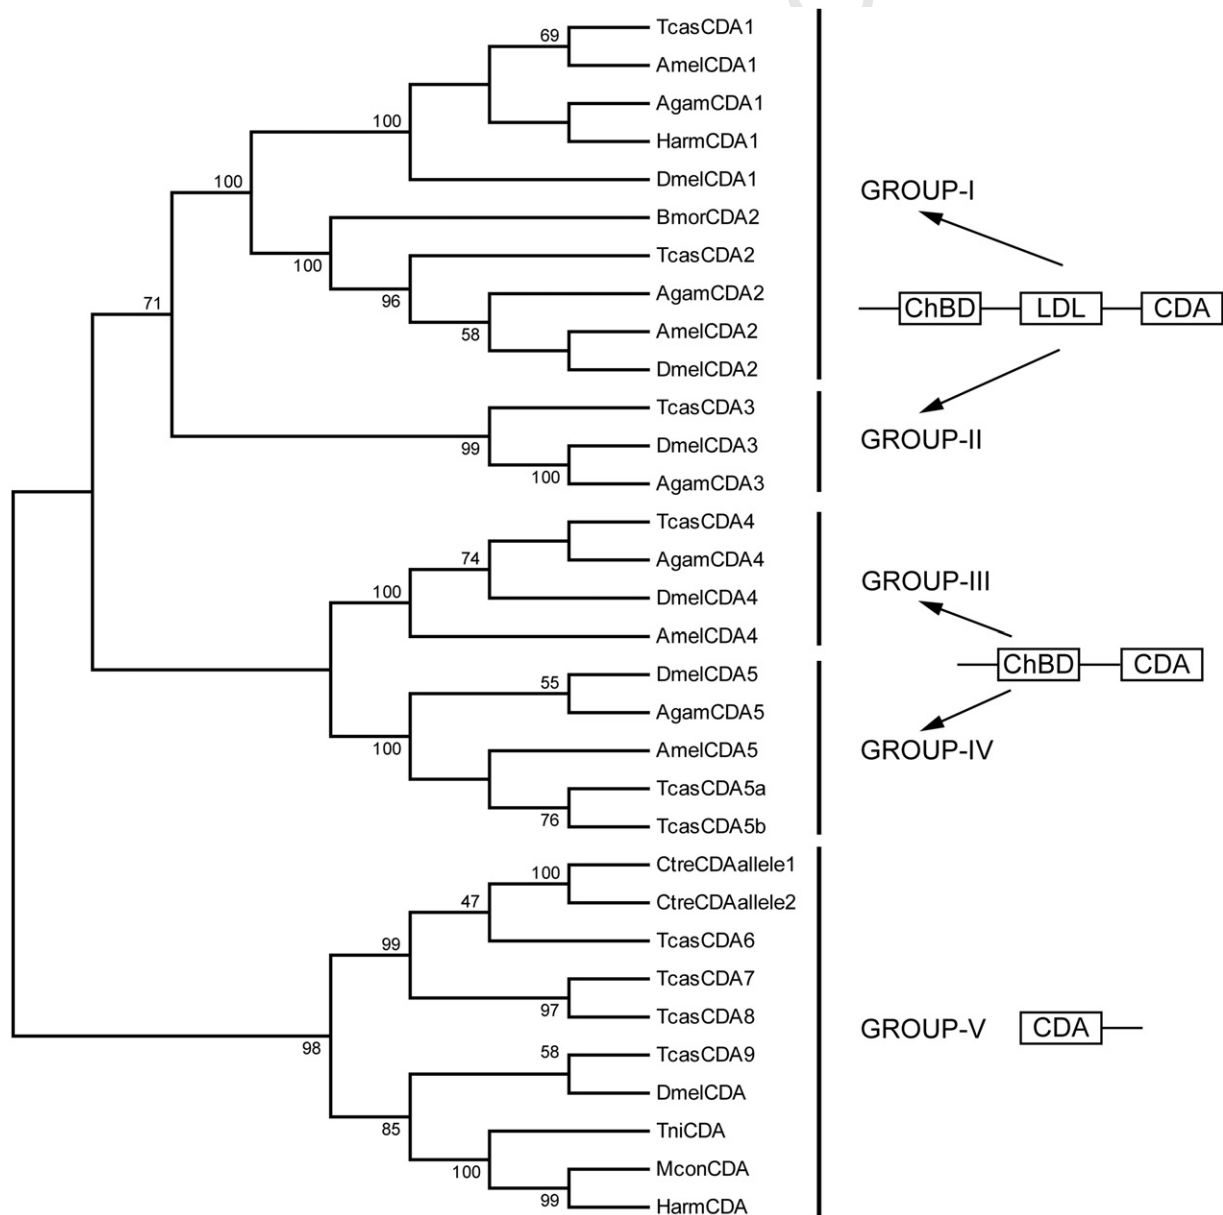 69
TcasCDA1
AmelCDA1
AgamCDA1
100
HarmCDA1
DmelCDA1
100
GROUP-I
BmorCDA2
100
TcasCDA2
96
AgamCDA2
71
ChBD LDL CDA
58
AmelCDA2
DmelCDA2
TcasCDA3
99
DmelCDA3
GROUP-II
100
AgamCDA3
TcasCDA4
74
AgamCDA4
GROUP-III
100
DmelCDA4
AmelCDA4
ChBD CDA
55
DmelCDA5
AgamCDA5
100
AmelCDA5
GROUP-IV
TcasCDA5a
76
TcasCDA5b
100
CtreCDAallele1
47
CtreCDAallele2
99
TcasCDA6
TcasCDA7
97
TcasCDA8
GROUP-V CDA
98
58
TcasCDA9
DmelCDA
85
TniCDA
100
MconCDA
99
HarmCDA